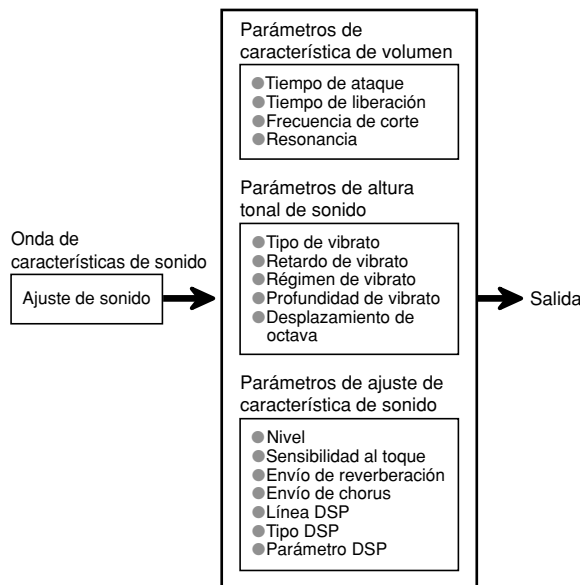 Onda de
características de sonido
Ajuste de sonido
Parámetros de
característica de volumen
Tiempo de ataque
Tiempo de liberación
Frecuencia de corte
Resonancia
Parámetros de altura
tonal de sonido
Tipo de vibrato
Retardo de vibrato
Régimen de vibrato
Profundidad de vibrato
Desplazamiento de
octava
Parámetros de ajuste de
característica de sonido
Nivel
Sensibilidad al toque
Envío de reverberación
Envío de chorus
Línea DSP
Tipo DSP
Parámetro DSP
Salida